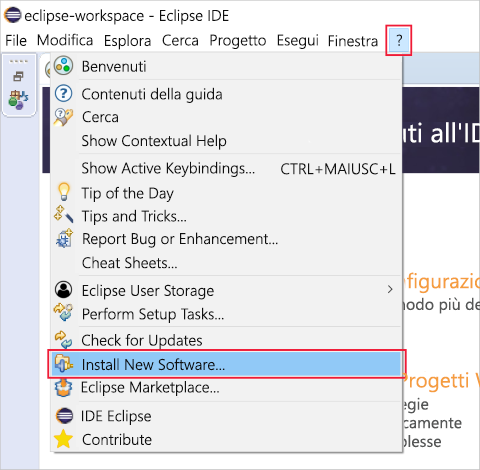 eclipse-workspace - Eclipse IDE
File Modifica Esplora Cerca Progetto Esegui Finestra ?
Benvenuti
Contenuti della guida
Cerca
Show Contextual Help
Show Active Keybindings... CTRL+MAIUSC+L
Tip of the Day
Tips and Tricks...
Report Bug or Enhancement...
Cheat Sheets...
Eclipse User Storage
Perform Setup Tasks...
Check for Updates
Install New Software...
Eclipse Marketplace...
IDE Eclipse
Contribute
uti all'ID
nfigurazio
nodo più de
Progetti W
egie
camente
plesse